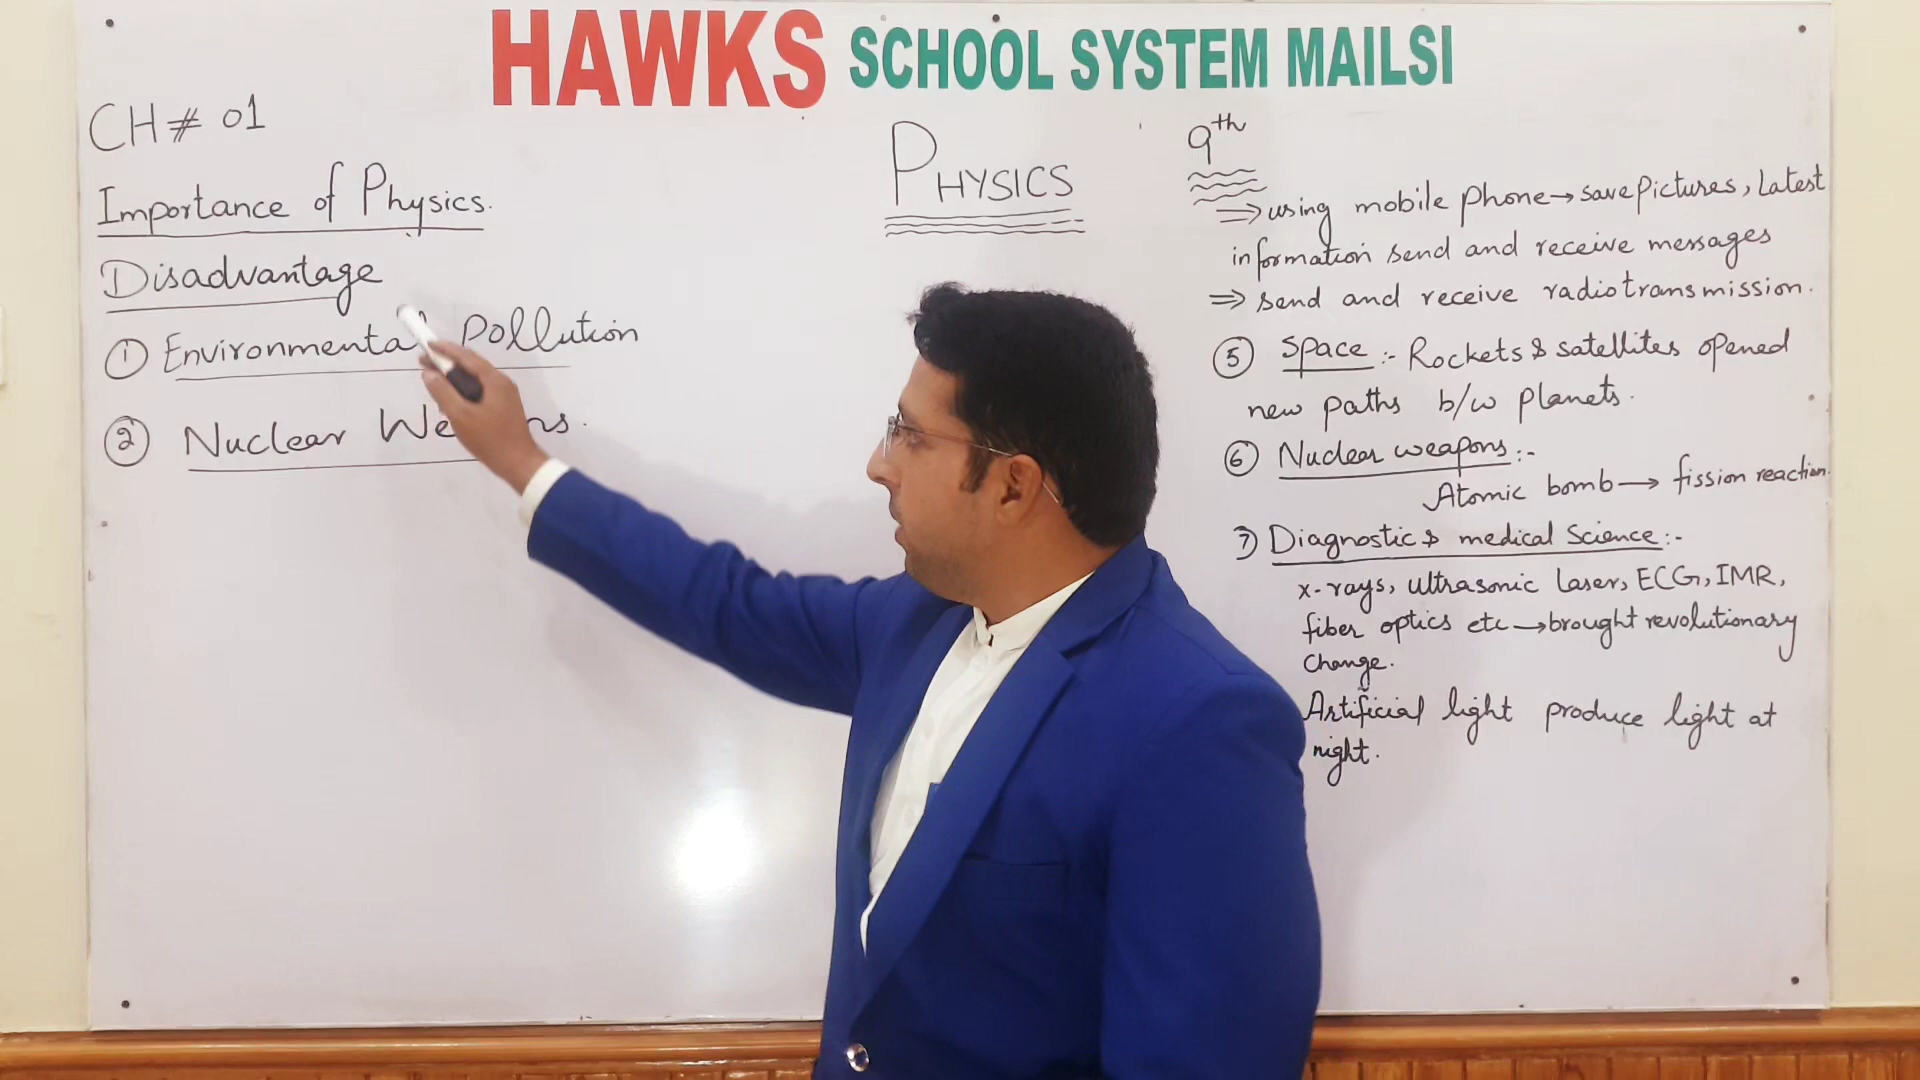 HAWKS SCHOOL SYSTEM MAILSI
CH# 01
Importance of Physics.
Disadvantage
① Environmental Pollution
② Nuclear
PHYSICS
9th
⇒ using mobile phone → save pictures, Latest
information send and receive messages
⇒ send and receive radiotransmission.
⑤ Space :- Rockets & satellites opened
new paths b/w planets.
⑥ Nuclear weapons :-
Atomic bomb → fission reaction.
7) Diagnostic & medical Science :-
x-rays, ultrasonic laser, ECG, IMR,
fiber optics etc → brought revolutionary
change.
Artificial light produce light at
night.